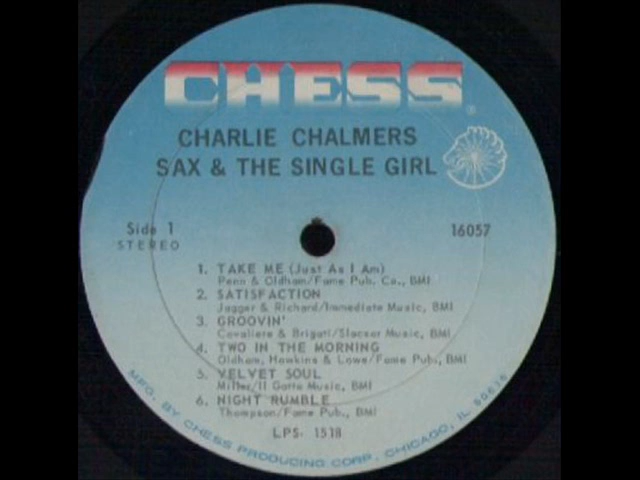 CHESS
®
CHARLIE CHALMERS
SAX & THE SINGLE GIRL
Side 1
STEREO
16057
1. TAKE ME (Just As I Am)
Penn & Oldham/Fame Pub. Co., BMI
2. SATISFACTION
Jagger & Richard/Immediate Music, BMI
3. GROOVIN'
Cavaliere & Brigati/Slacsar Music, BMI
4. TWO IN THE MORNING
Oldham, Hawkins & Lowe/Fame Pub., BMI
5. VELVET SOUL
Miller/Il Gatto Music, BMI
6. NIGHT RUMBLE
Thompson/Fame Pub., BMI
LPS- 1518
MFG. BY CHESS PRODUCING CORP. CHICAGO, IL 60616